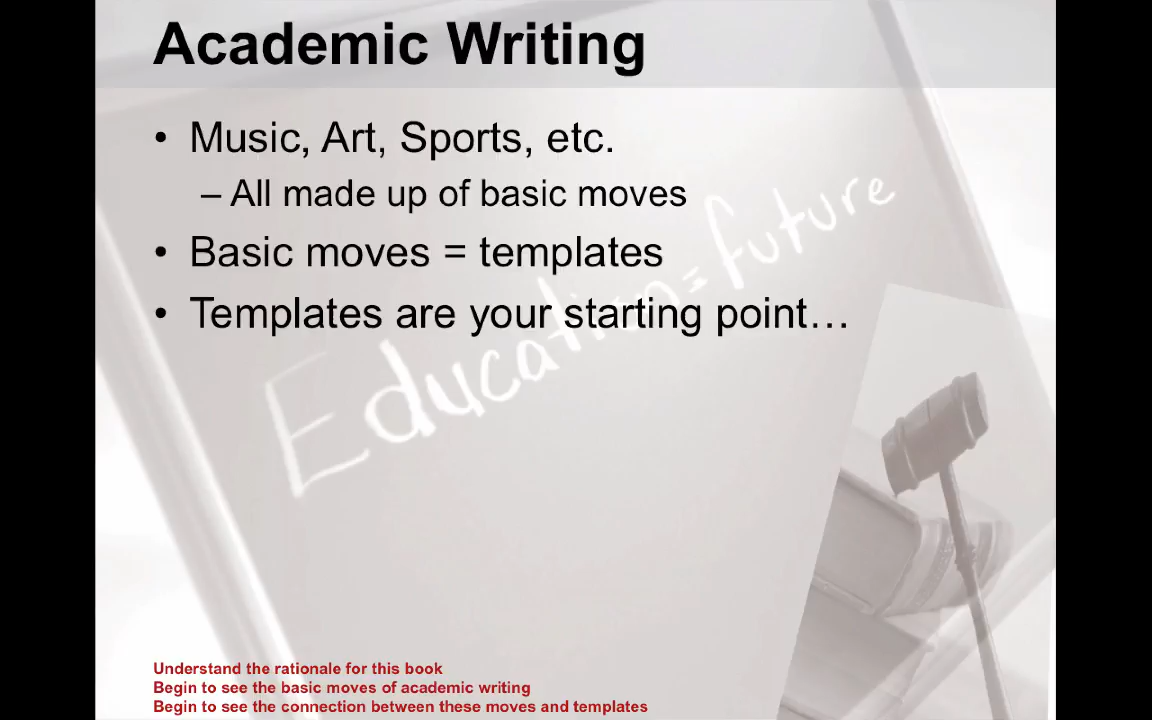 Academic Writing
• Music, Art, Sports, etc.
– All made up of basic moves
• Basic moves = templates
• Templates are your starting point…
Education=future
Understand the rationale for this book
Begin to see the basic moves of academic writing
Begin to see the connection between these moves and templates